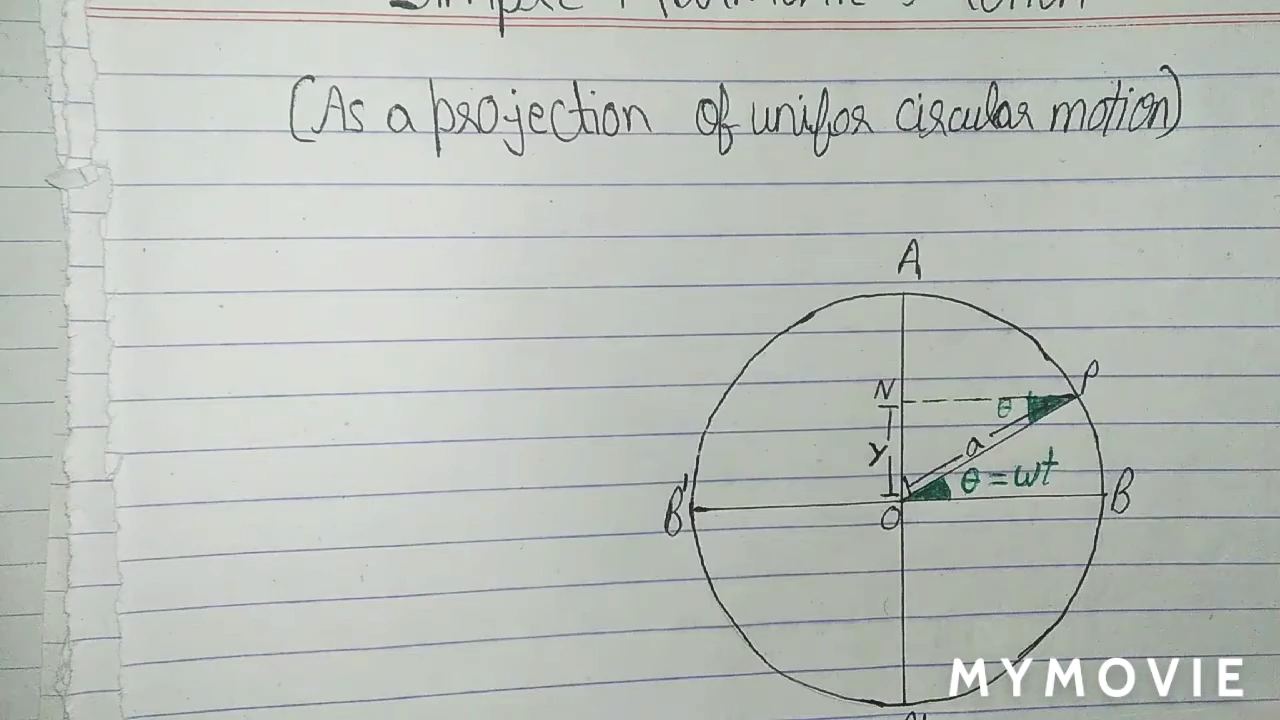 (As a projection of unifor circular motion)
A
P
N
θ
a
Y
θ = ωt
B'
B
O
MYMOVIE